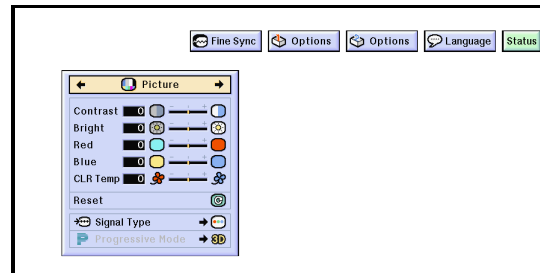 Fine Sync Options Options Language Status
Picture
Contrast 0
Bright 0
Red 0
Blue 0
CLR Temp 0
Reset
Signal Type
P Progressive Mode 3D